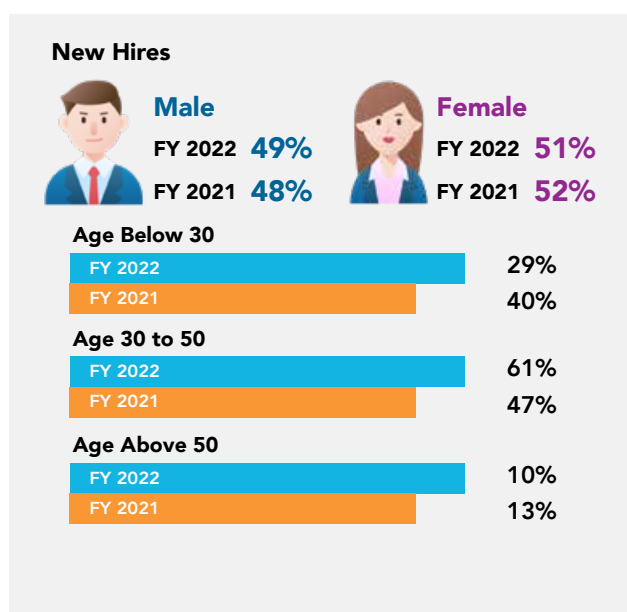 New Hires
Male
FY 2022 49%
FY 2021 48%
Female
FY 2022 51%
FY 2021 52%
Age Below 30
FY 2022 29%
FY 2021 40%
Age 30 to 50
FY 2022 61%
FY 2021 47%
Age Above 50
FY 2022 10%
FY 2021 13%